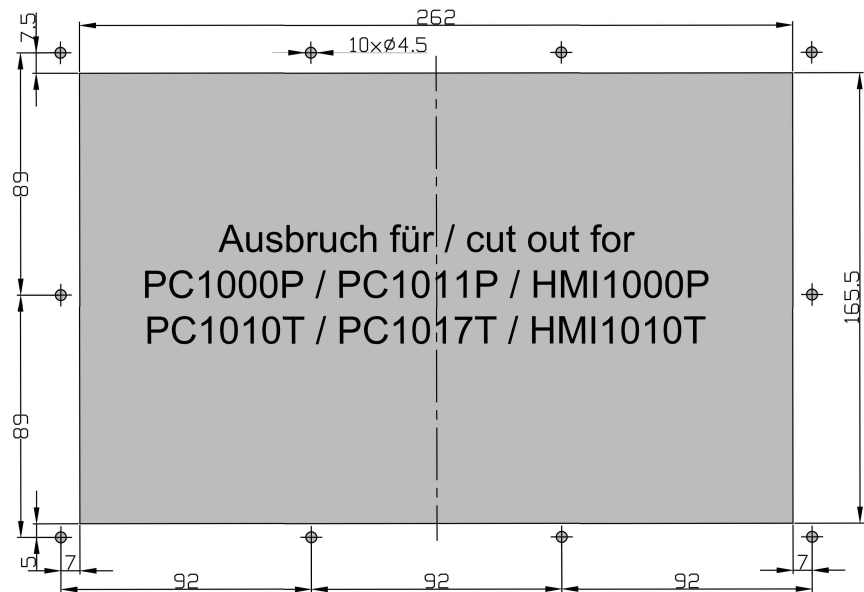 262
7.5
10xø4.5
89
Ausbruch für / cut out for
PC1000P / PC1011P / HMI1000P
PC1010T / PC1017T / HMI1010T
165.5
89
5
7
7
92
92
92